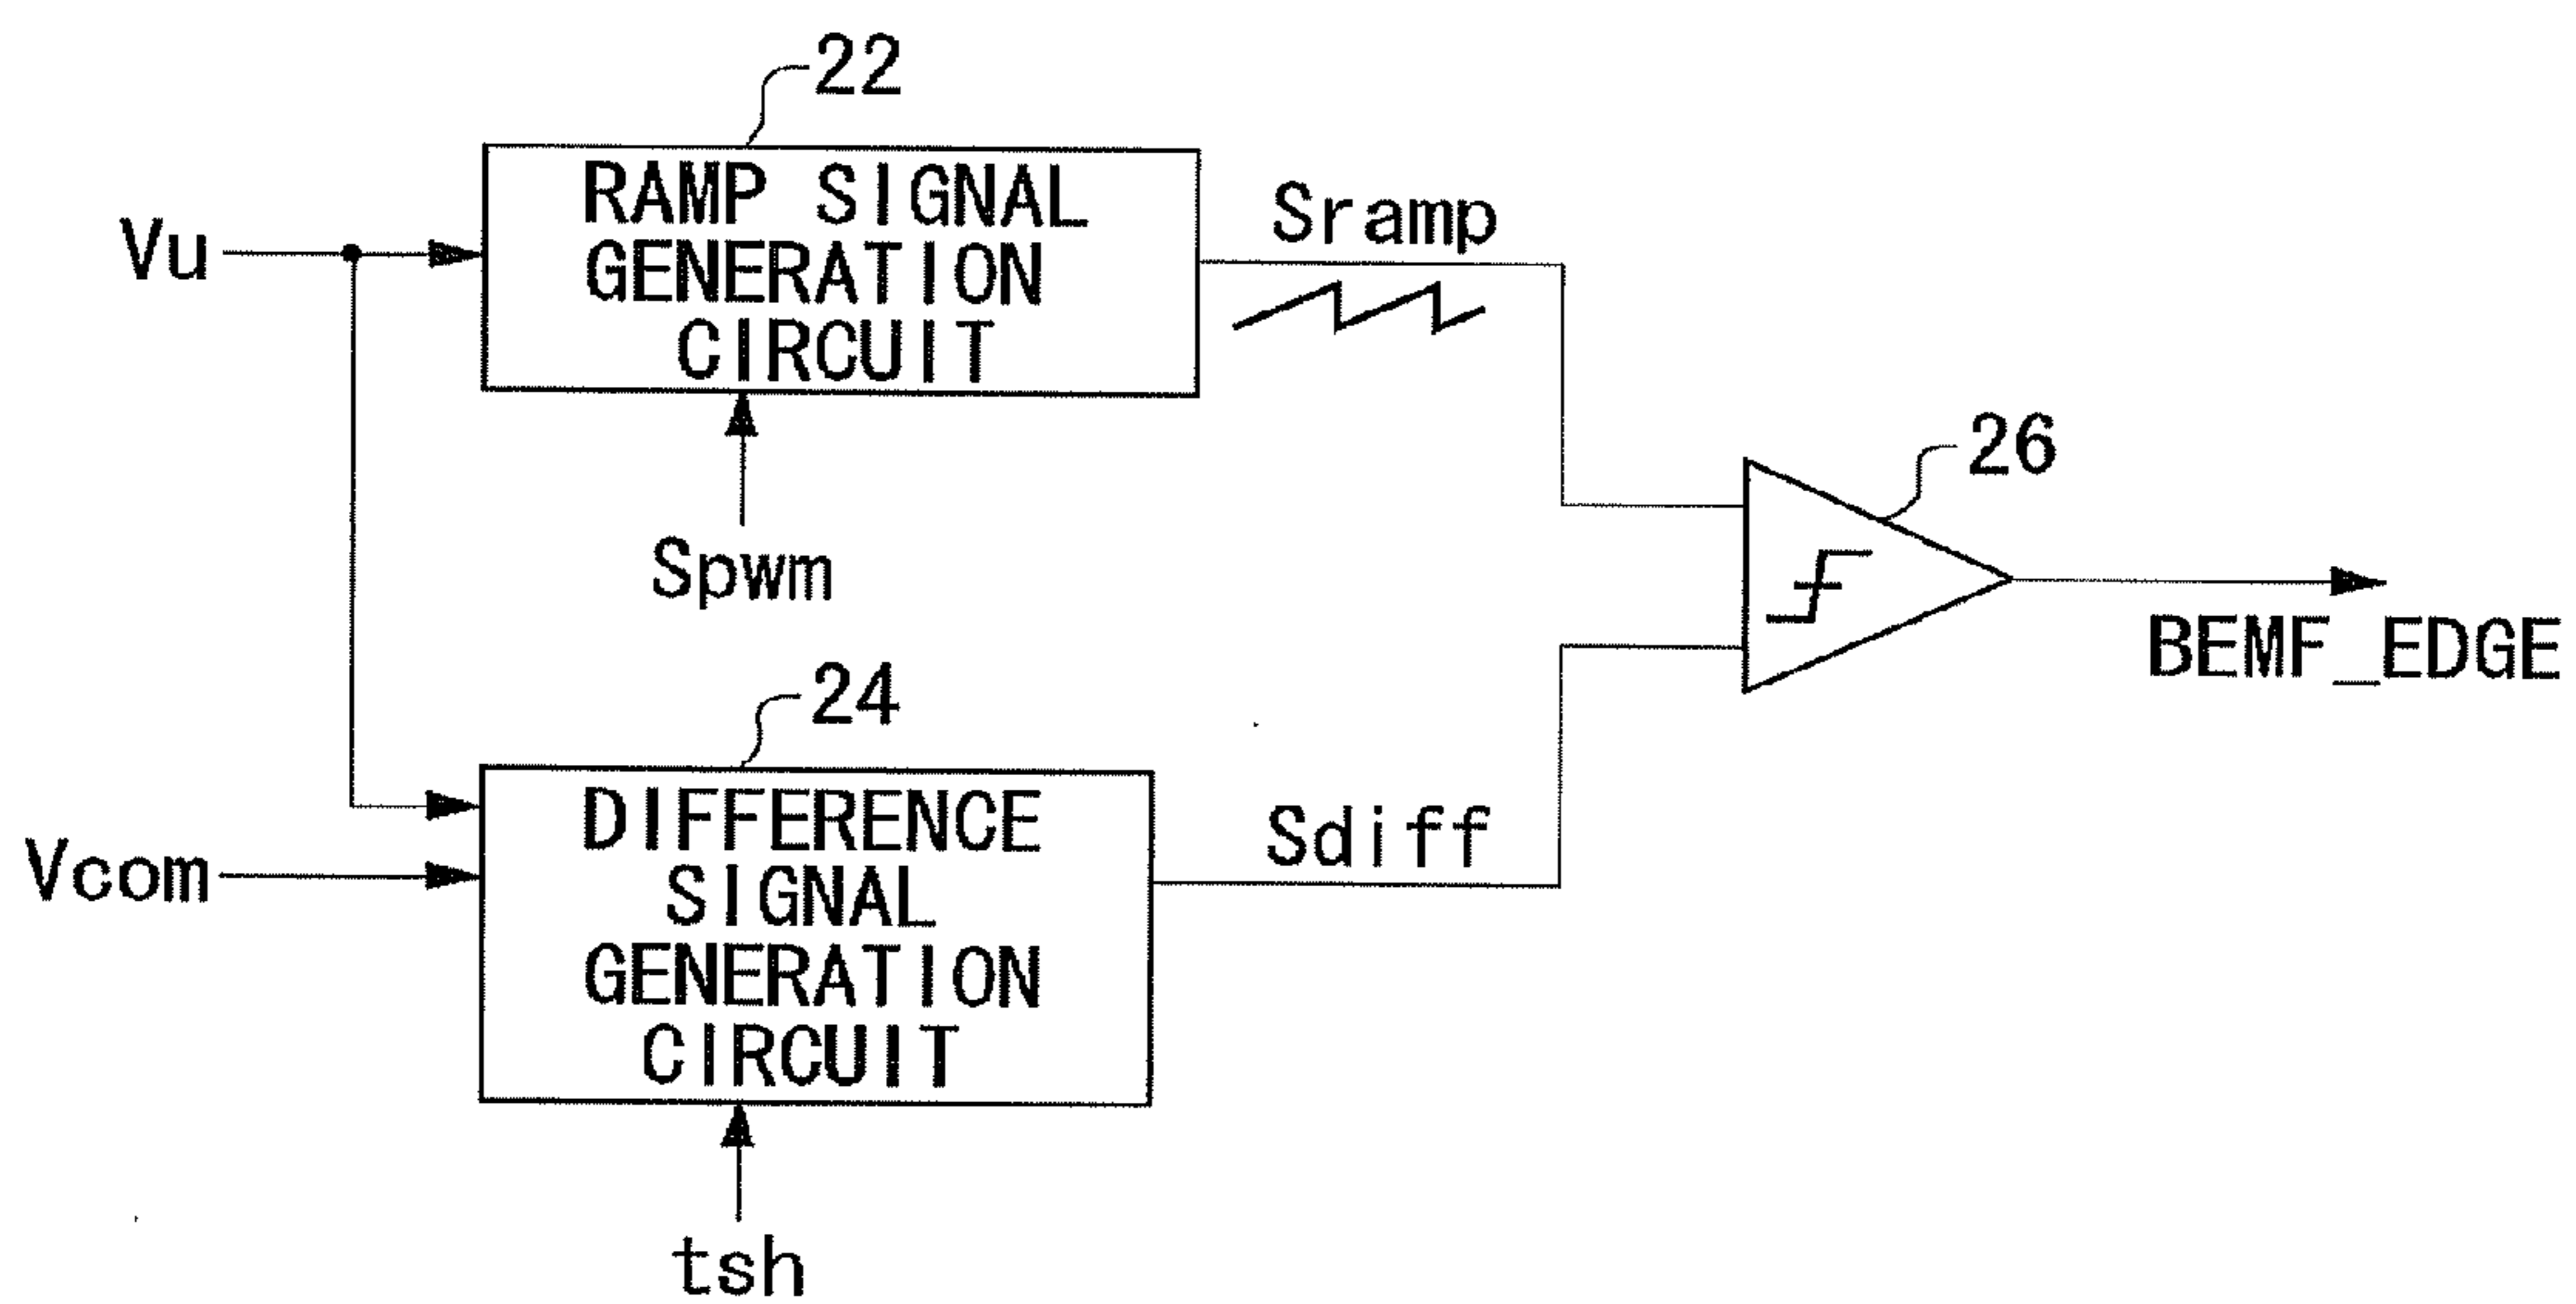 22
RAMP SIGNAL
GENERATION
CIRCUIT
Vu
Sramp
Spwm
26
BEMF_EDGE
24
DIFFERENCE
SIGNAL
GENERATION
CIRCUIT
Vcom
Sdiff
tsh